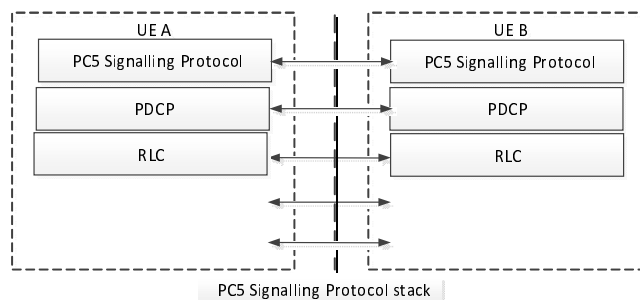 UE A
UE B
PC5 Signalling Protocol
PC5 Signalling Protocol
PDCP
PDCP
RLC
RLC
PC5 Signalling Protocol stack